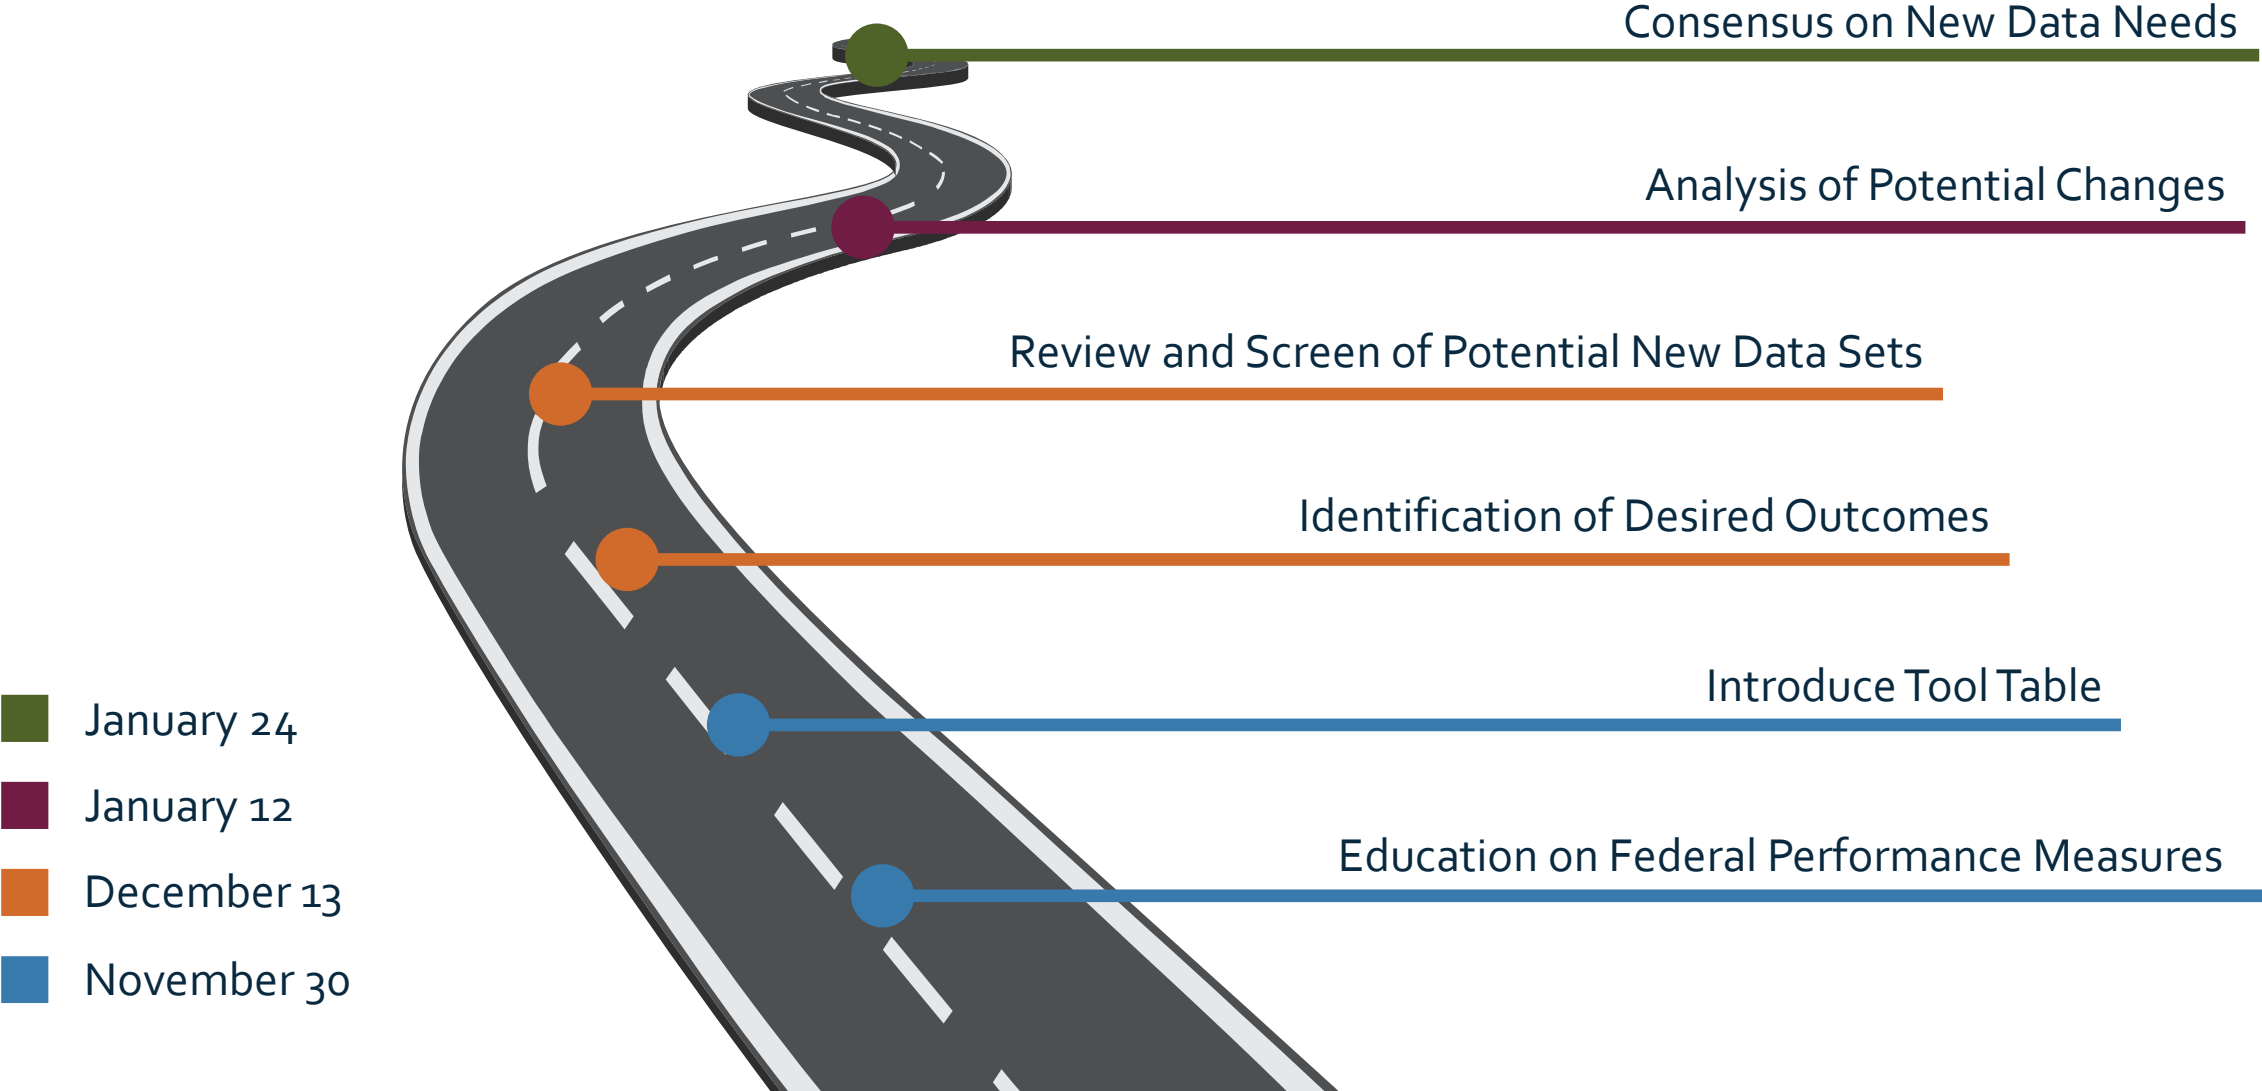 Consensus on New Data Needs
Analysis of Potential Changes
Review and Screen of Potential New Data Sets
Identification of Desired Outcomes
Introduce Tool Table
Education on Federal Performance Measures
January 24
January 12
December 13
November 30